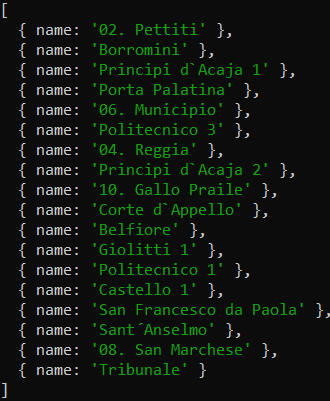 [
{ name: '02. Pettiti' },
{ name: 'Borromini' },
{ name: 'Principi d`Acaja 1' },
{ name: 'Porta Palatina' },
{ name: '06. Municipio' },
{ name: 'Politecnico 3' },
{ name: '04. Reggia' },
{ name: 'Principi d`Acaja 2' },
{ name: '10. Gallo Praile' },
{ name: 'Corte d`Appello' },
{ name: 'Belfiore' },
{ name: 'Giolitti 1' },
{ name: 'Politecnico 1' },
{ name: 'Castello 1' },
{ name: 'San Francesco da Paola' },
{ name: 'Sant´Anselmo' },
{ name: '08. San Marchese' },
{ name: 'Tribunale' }
]